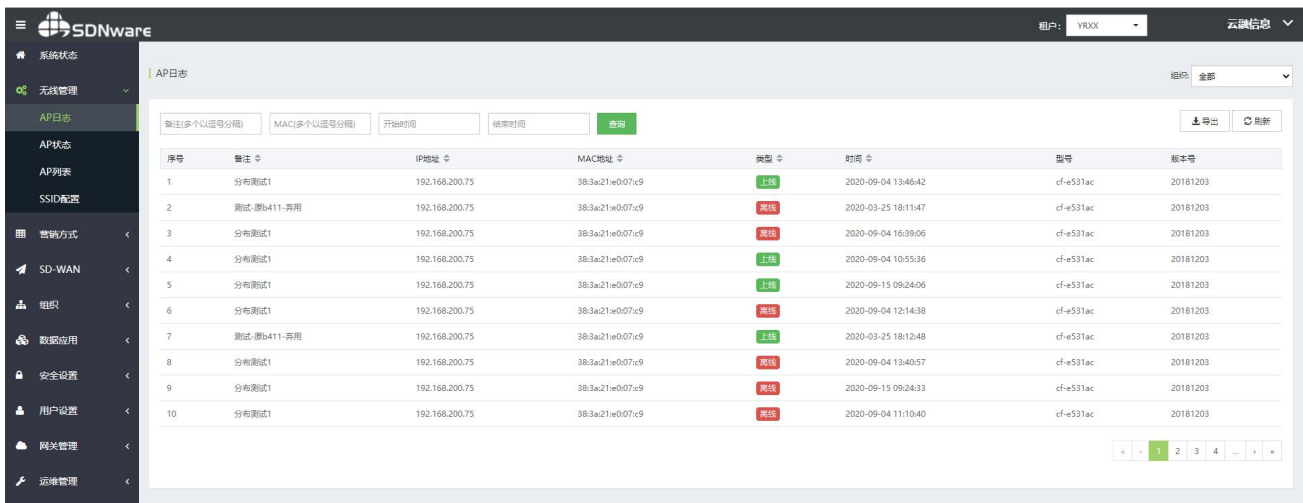 SDNware 租户: YRXX 云融信息
系统状态
无线管理
AP日志
AP状态
AP列表
SSID配置
营销方式
SD-WAN
组织
数据应用
安全设置
用户设置
网关管理
运维管理
AP日志 组织: 全部
备注(多个以逗号分隔) MAC(多个以逗号分隔) 开始时间 结束时间 查询 导出 刷新
序号 备注 IP地址 MAC地址 类型 时间 型号 版本号
1 分布测试1 192.168.200.75 38:3a:21:e0:07:c9 上线 2020-09-04 13:46:42 cf-e531ac 20181203
2 测试-原b411-弃用 192.168.200.75 38:3a:21:e0:07:c9 离线 2020-03-25 18:11:47 cf-e531ac 20181203
3 分布测试1 192.168.200.75 38:3a:21:e0:07:c9 离线 2020-09-04 16:39:06 cf-e531ac 20181203
4 分布测试1 192.168.200.75 38:3a:21:e0:07:c9 上线 2020-09-04 10:55:36 cf-e531ac 20181203
5 分布测试1 192.168.200.75 38:3a:21:e0:07:c9 上线 2020-09-15 09:24:06 cf-e531ac 20181203
6 分布测试1 192.168.200.75 38:3a:21:e0:07:c9 离线 2020-09-04 12:14:38 cf-e531ac 20181203
7 测试-原b411-弃用 192.168.200.75 38:3a:21:e0:07:c9 上线 2020-03-25 18:12:48 cf-e531ac 20181203
8 分布测试1 192.168.200.75 38:3a:21:e0:07:c9 离线 2020-09-04 13:40:57 cf-e531ac 20181203
9 分布测试1 192.168.200.75 38:3a:21:e0:07:c9 离线 2020-09-15 09:24:33 cf-e531ac 20181203
10 分布测试1 192.168.200.75 38:3a:21:e0:07:c9 离线 2020-09-04 11:10:40 cf-e531ac 20181203
« ‹ 1 2 3 4 ... › »